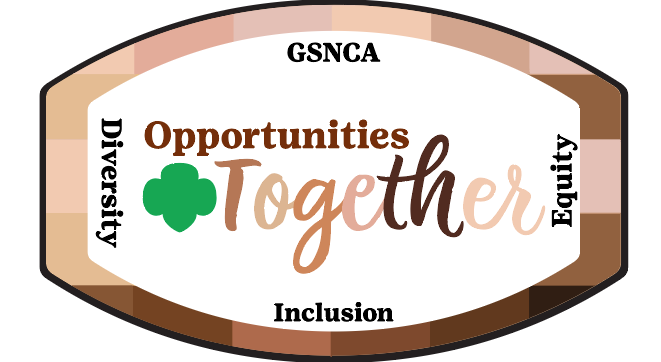 GSNCA
Diversity
Opportunities
Together
Equity
Inclusion